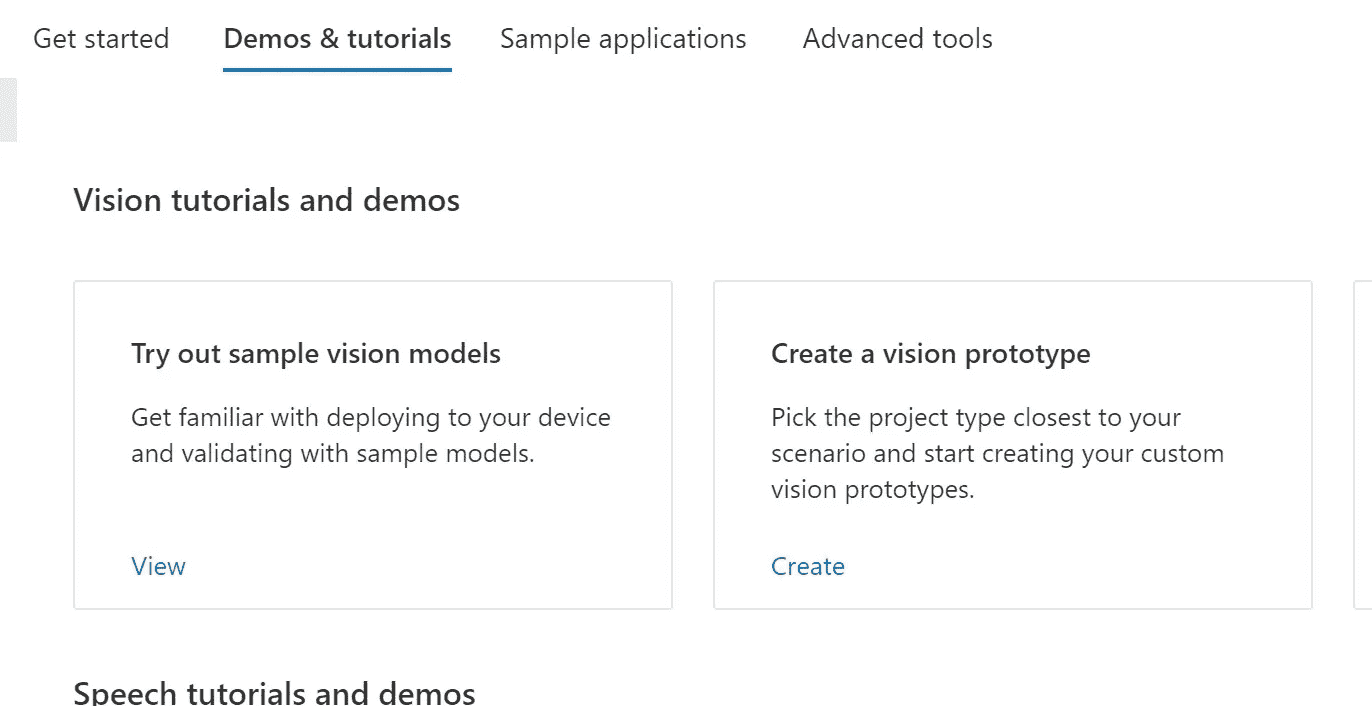 Get started Demos & tutorials Sample applications Advanced tools
Vision tutorials and demos
Try out sample vision models
Get familiar with deploying to your device
and validating with sample models.
View
Create a vision prototype
Pick the project type closest to your
scenario and start creating your custom
vision prototypes.
Create
Speech tutorials and demos